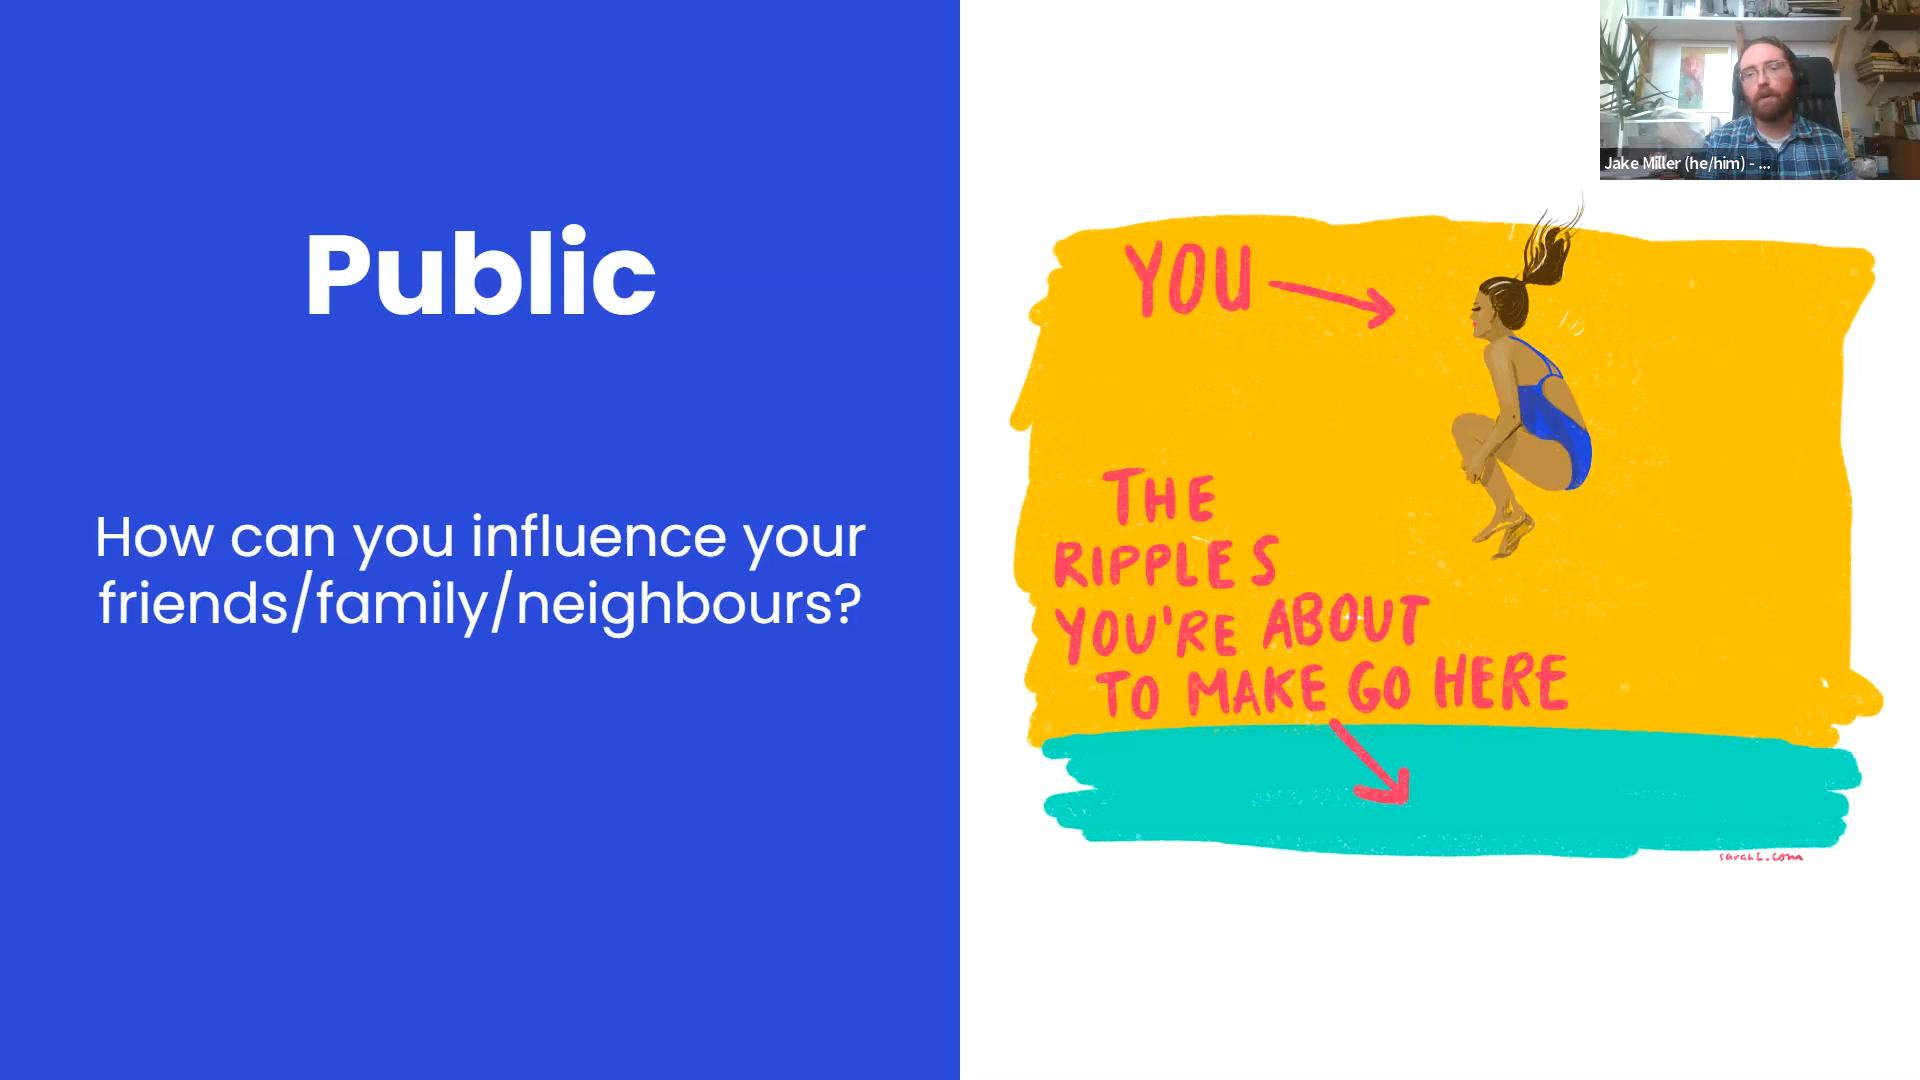 Public
How can you influence your
friends/family/neighbours?
Jake Miller (he/him) - ...
YOU
THE
RIPPLES
YOU'RE ABOUT
TO MAKE GO HERE
sarahL.com